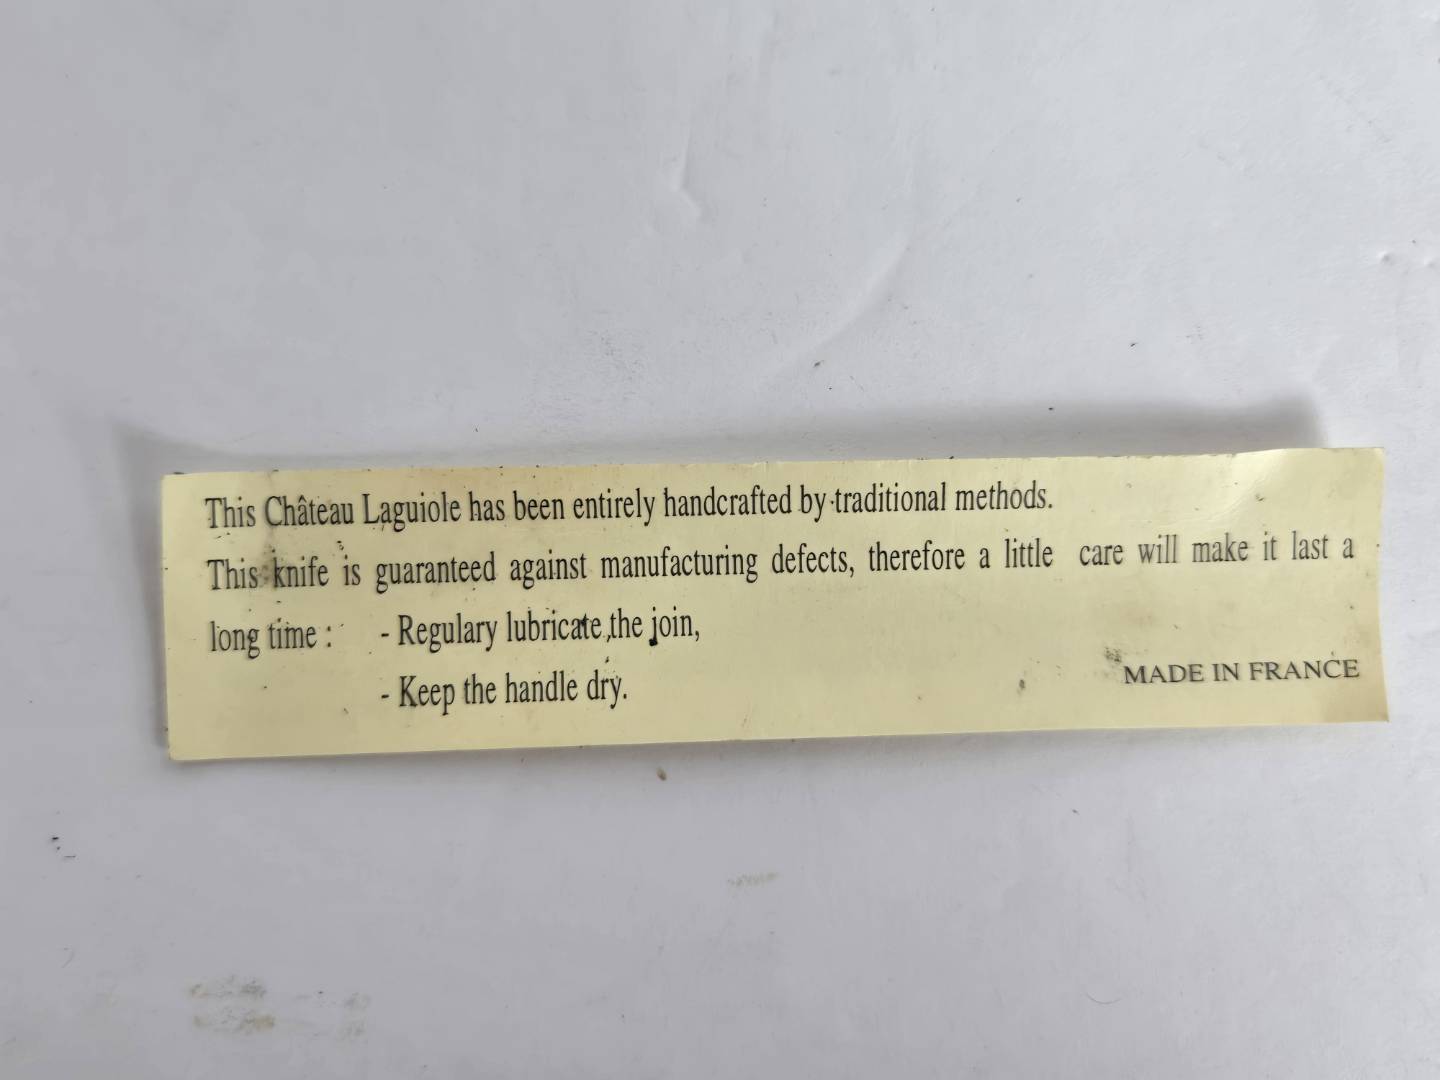 This Château Laguiole has been entirely handcrafted by traditional methods.
This knife is guaranteed against manufacturing defects, therefore a little care will make it last a
long time : - Regulary lubricate the join,
- Keep the handle dry.
MADE IN FRANCE